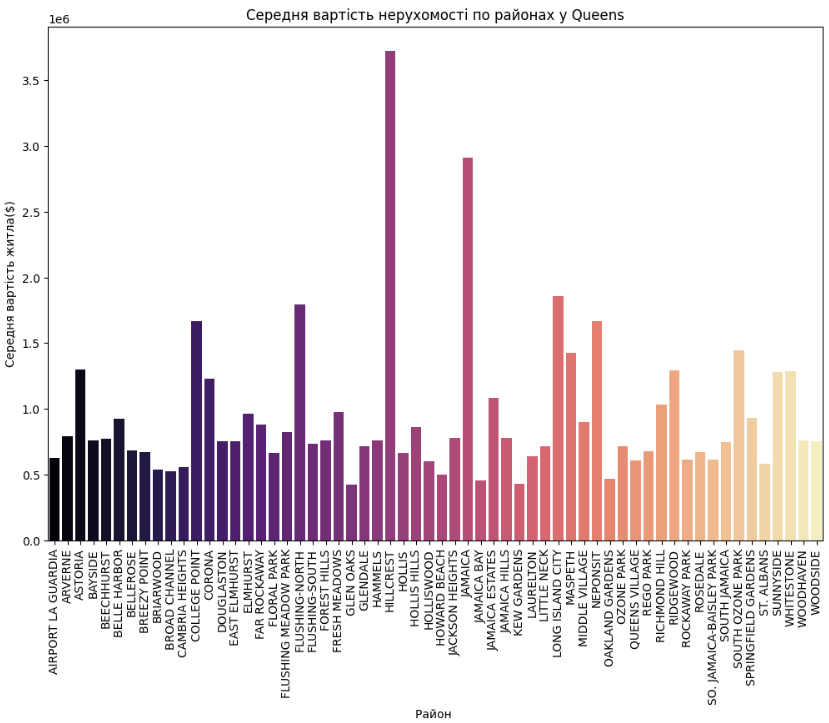 Середня вартість нерухомості по районах у Queens
1e6
Середня вартість житла($)
3.5
3.0
2.5
2.0
1.5
1.0
0.5
0.0
AIRPORT LA GUARDIA
ARVERNE
ASTORIA
BAYSIDE
BEECHHURST
BELLE HARBOR
BELLEROSE
BREEZY POINT
BRIARWOOD
BROAD CHANNEL
CAMBRIA HEIGHTS
COLLEGE POINT
CORONA
DOUGLASTON
EAST ELMHURST
ELMHURST
FAR ROCKAWAY
FLORAL PARK
FLUSHING MEADOW PARK
FLUSHING-NORTH
FLUSHING-SOUTH
FOREST HILLS
FRESH MEADOWS
GLEN OAKS
GLENDALE
HAMMELS
HILLCREST
HOLLIS
HOLLIS HILLS
HOLLISWOOD
HOWARD BEACH
JACKSON HEIGHTS
JAMAICA
JAMAICA BAY
JAMAICA ESTATES
JAMAICA HILLS
KEW GARDENS
LAURELTON
LITTLE NECK
LONG ISLAND CITY
MASPETH
MIDDLE VILLAGE
NEPONSIT
OAKLAND GARDENS
OZONE PARK
QUEENS VILLAGE
REGO PARK
RICHMOND HILL
RIDGEWOOD
ROCKAWAY PARK
ROSEDALE
SO. JAMAICA-BAISLEY PARK
SOUTH JAMAICA
SOUTH OZONE PARK
SPRINGFIELD GARDENS
ST. ALBANS
SUNNYSIDE
WHITESTONE
WOODHAVEN
WOODSIDE
Район